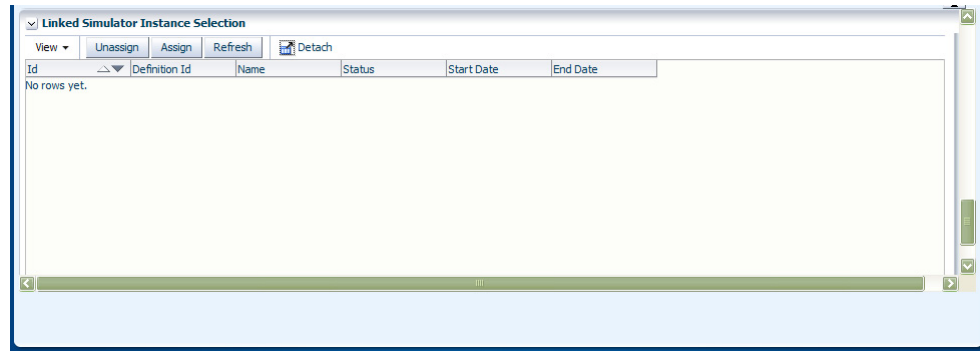 Linked Simulator Instance Selection
View Unassign Assign Refresh Detach
Id Definition Id Name Status Start Date End Date
No rows yet.